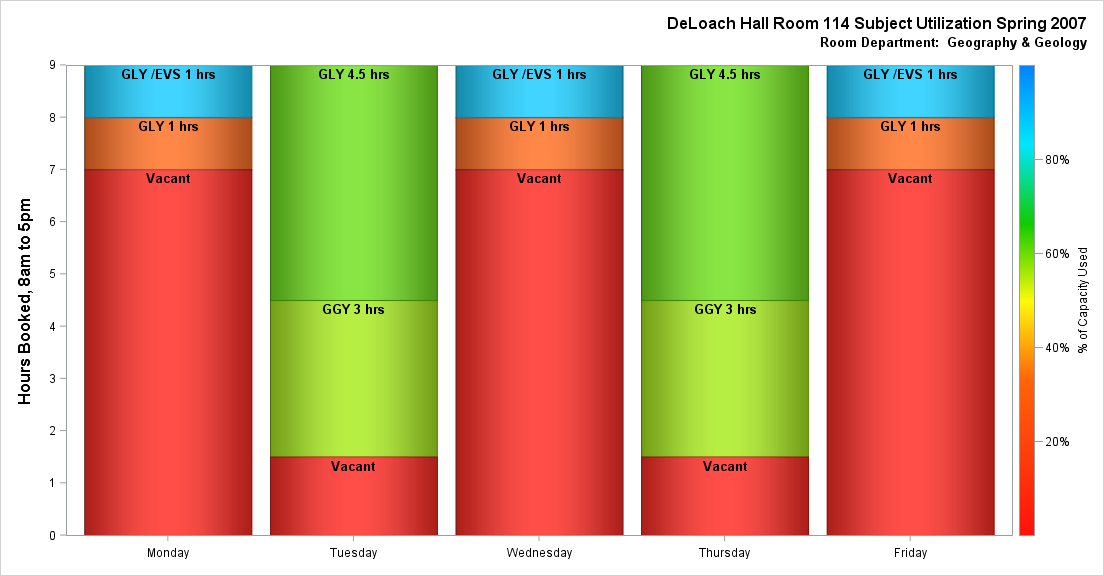 DeLoach Hall Room 114 Subject Utilization Spring 2007
Room Department: Geography & Geology
Hours Booked, 8am to 5pm
9
8
7
6
5
4
3
2
1
0
GLY /EVS 1 hrs
GLY 1 hrs
Vacant
GLY 4.5 hrs
GGY 3 hrs
Vacant
GLY /EVS 1 hrs
GLY 1 hrs
Vacant
GLY 4.5 hrs
GGY 3 hrs
Vacant
GLY /EVS 1 hrs
GLY 1 hrs
Vacant
Monday
Tuesday
Wednesday
Thursday
Friday
80%
60%
40%
20%
% of Capacity Used